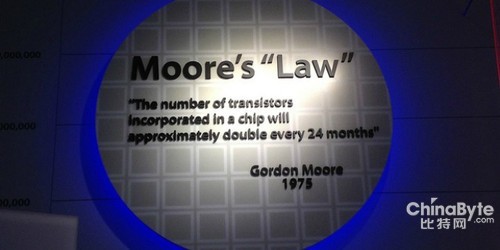 Moore's “Law”
“The number of transistors
incorporated in a chip will
approximately double every 24 months”
Gordon Moore
1975
ChinaByte
比特网